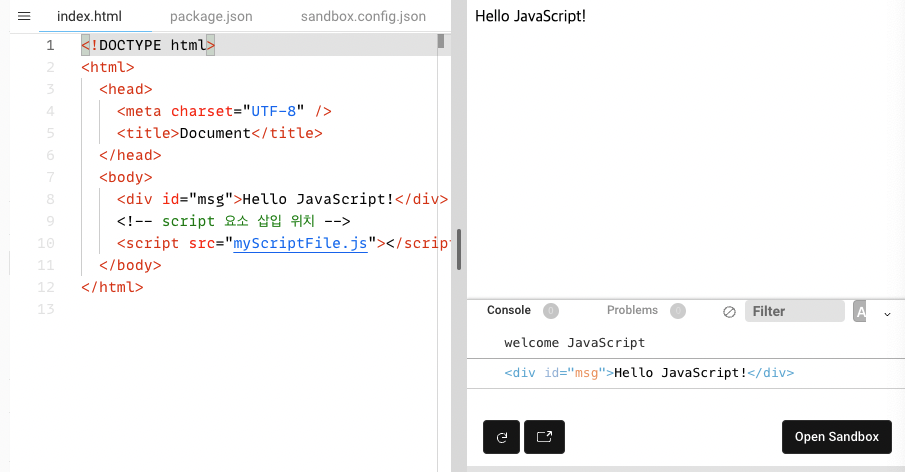 index.html package.json sandbox.config.json
1 <!DOCTYPE html>
2 <html>
3 <head>
4 <meta charset="UTF-8" />
5 <title>Document</title>
6 </head>
7 <body>
8 <div id="msg">Hello JavaScript!</div>
9 <!-- script 요소 삽입 위치 -->
10 <script src="myScriptFile.js"></script
11 </body>
12 </html>
13
Hello JavaScript!
Console 0 Problems 0 Filter A
welcome JavaScript
<div id="msg">Hello JavaScript!</div>
Open Sandbox